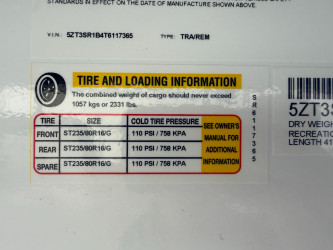 STANDARDS IN EFFECT ON THE DATE OF MANUFACTURE SHOWN ABOVE.
V.I.N.: 5ZT3SR1B4T6117365 TYPE: TRA/REM
TIRE AND LOADING INFORMATION
The combined weight of cargo should never exceed
1057 kgs or 2331 lbs.
TIRE SIZE COLD TIRE PRESSURE
FRONT ST235/80R16/G 110 PSI / 758 KPA
REAR ST235/80R16/G 110 PSI / 758 KPA
SPARE ST235/80R16/G 110 PSI / 758 KPA
SEE OWNER'S
MANUAL FOR
ADDITIONAL
INFORMATION
SR6117365
5ZT3S
DRY WEIGH
RECREATIO
LENGTH 41